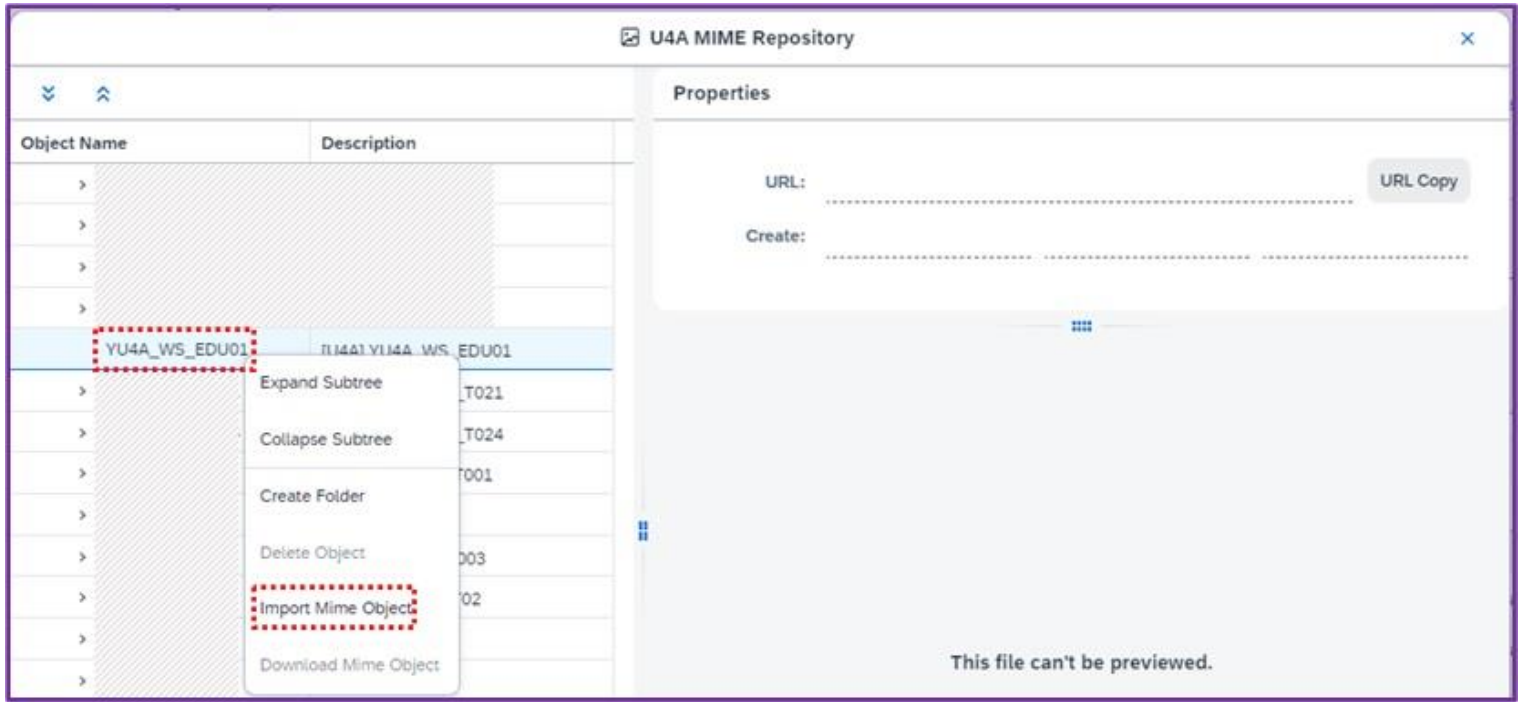 U4A MIME Repository
Properties
Object Name Description
URL: URL Copy
Create:
YU4A_WS_EDU01 [U4A] YU4A_WS_EDU01
Expand Subtree
_T021
Collapse Subtree
_T024
T001
Create Folder
Delete Object
003
Import Mime Object
02
Download Mime Object
This file can't be previewed.